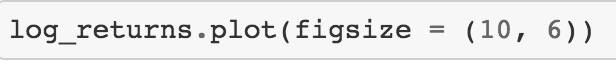 log_returns.plot(figsize = (10, 6))